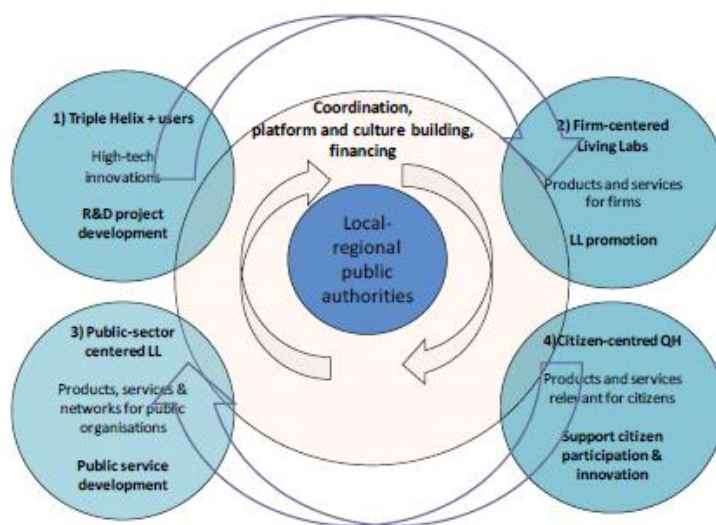 1) Triple Helix + users
High-tech
innovations
R&D project
development
Coordination,
platform and culture building,
financing
2) Firm-centered
Living Labs
Products and services
for firms
LL promotion
Local-
regional
public
authorities
3) Public-sector
centered LL
Products, services &
networks for public
organisations
Public service
development
4)Citizen-centred QH
Products and services
relevant for citizens
Support citizen
participation &
innovation